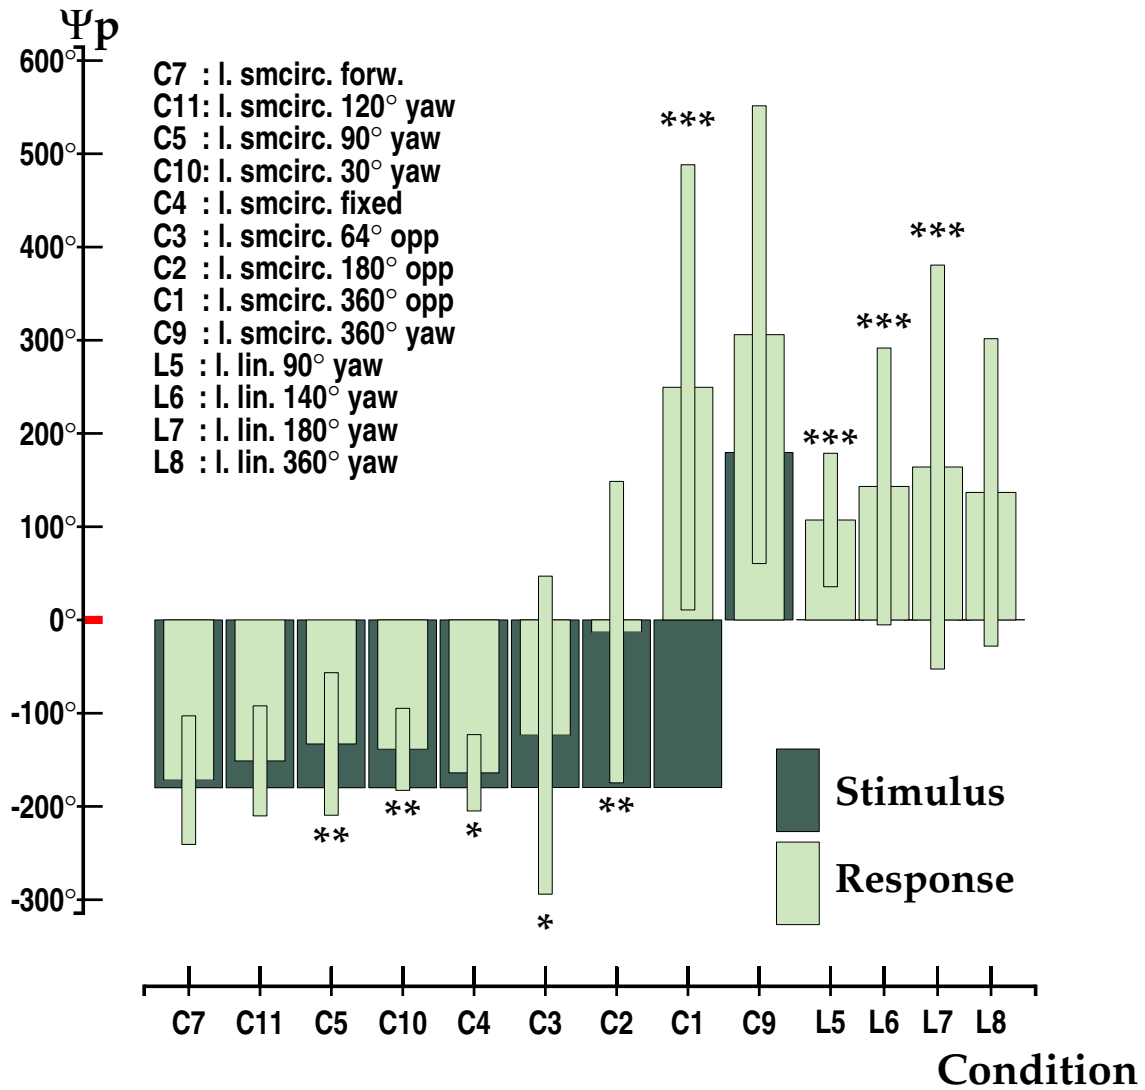 Ψp
600°
500°
400°
300°
200°
100°
0°
-100°
-200°
-300°
C7 : l. smcirc. forw.
C11: l. smcirc. 120° yaw
C5 : l. smcirc. 90° yaw
C10: l. smcirc. 30° yaw
C4 : l. smcirc. fixed
C3 : l. smcirc. 64° opp
C2 : l. smcirc. 180° opp
C1 : l. smcirc. 360° opp
C9 : l. smcirc. 360° yaw
L5 : l. lin. 90° yaw
L6 : l. lin. 140° yaw
L7 : l. lin. 180° yaw
L8 : l. lin. 360° yaw
***
***
***
***
**
**
*
*
**
Stimulus
Response
C7 C11 C5 C10 C4 C3 C2 C1 C9 L5 L6 L7 L8
Condition